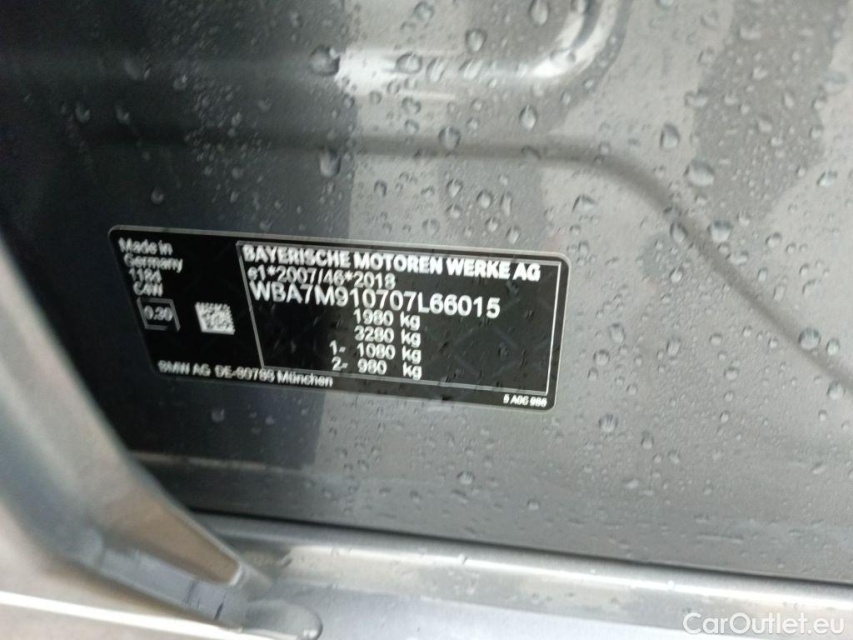 Made in
Germany
1184
C4W
0.30
BAYERISCHE MOTOREN WERKE AG
e1*2007/46*2018
WBA7M910707L66015
1980 kg
3280 kg
1- 1080 kg
2- 980 kg
BMW AG DE-80788 München
CarOutlet.eu